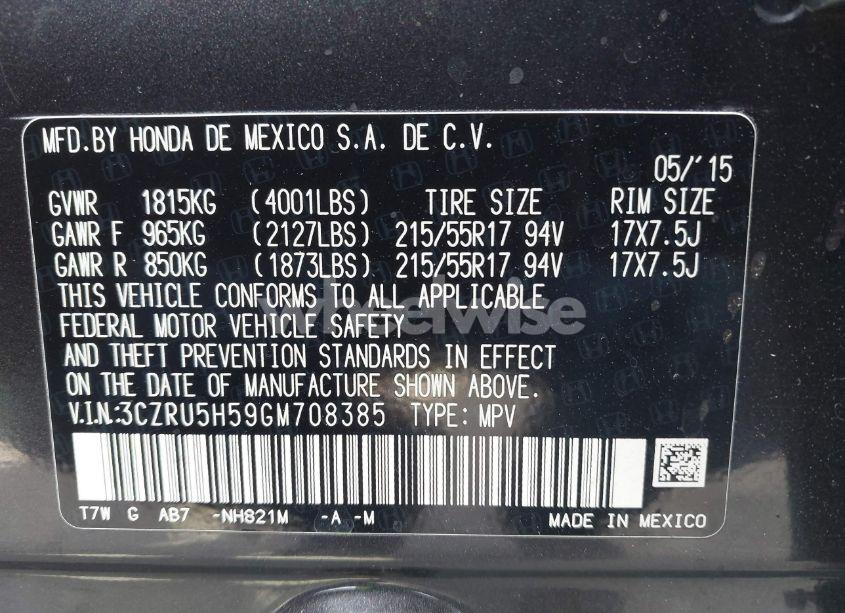 MFD.BY HONDA DE MEXICO S.A. DE C.V.
05/'15
GVWR 1815KG (4001LBS) TIRE SIZE RIM SIZE
GAWR F 965KG (2127LBS) 215/55R17 94V 17X7.5J
GAWR R 850KG (1873LBS) 215/55R17 94V 17X7.5J
THIS VEHICLE CONFORMS TO ALL APPLICABLE
wheelwise
FEDERAL MOTOR VEHICLE SAFETY
AND THEFT PREVENTION STANDARDS IN EFFECT
ON THE DATE OF MANUFACTURE SHOWN ABOVE.
V.I.N.:3CZRU5H59GM708385 TYPE: MPV
T7W G AB7 -NH821M -A -M
MADE IN MEXICO